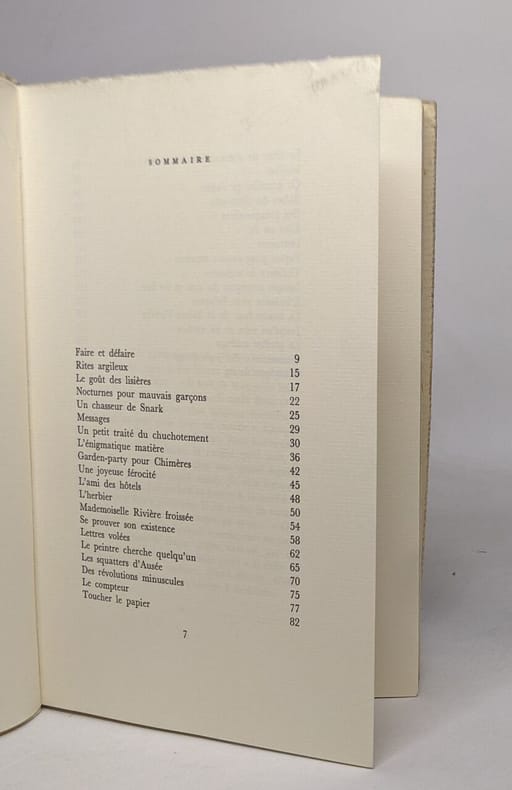 SOMMAIRE
Faire et défaire 9
Rites argileux 15
Le goût des lisières 17
Nocturnes pour mauvais garçons 22
Un chasseur de Snark 25
Messages 29
Un petit traité du chuchotement 30
L'énigmatique matière 36
Garden-party pour Chimères 42
Une joyeuse férocité 45
L'ami des hôtels 48
L'herbier 50
Mademoiselle Rivière froissée 54
Se prouver son existence 58
Lettres volées 62
Le peintre cherche quelqu'un 65
Les squatters d'Ausée 70
Des révolutions minuscules 75
Le compteur 77
Toucher le papier 82
7